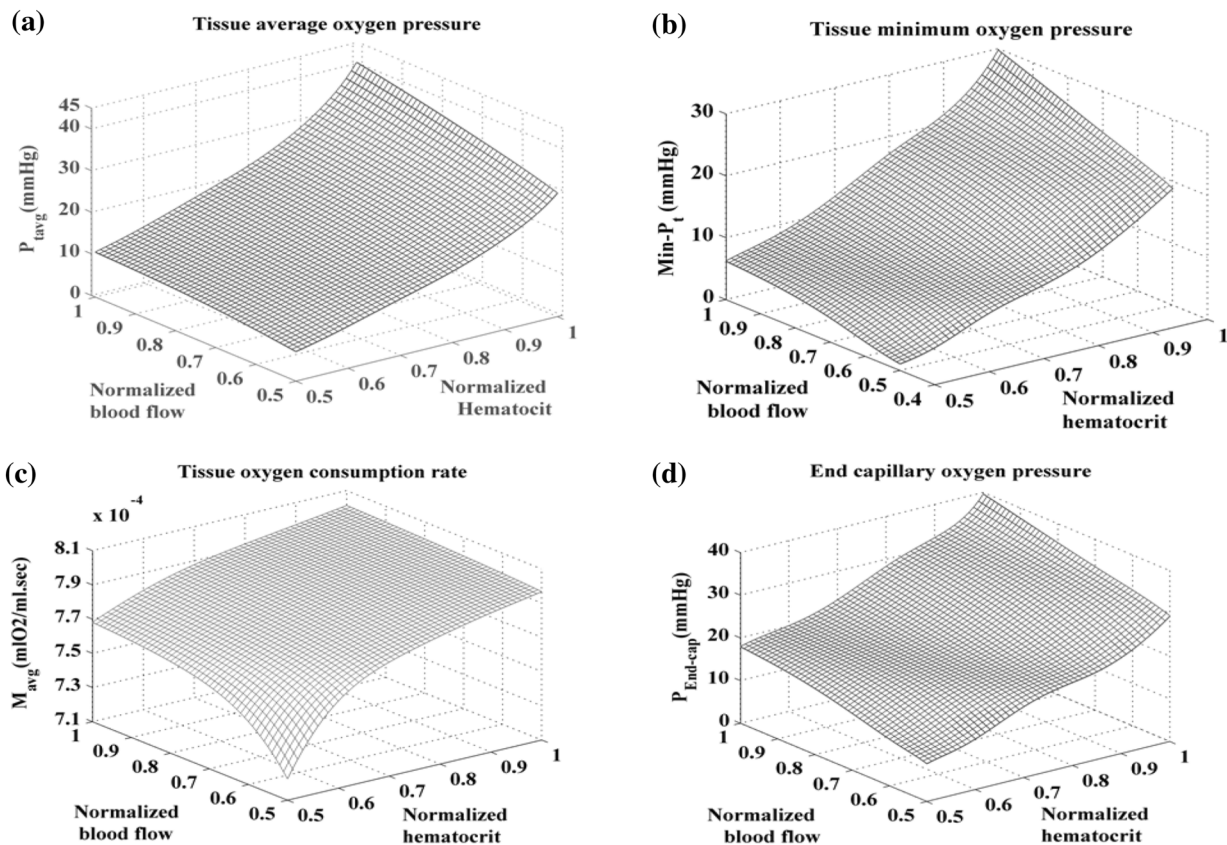 (a)
Tissue average oxygen pressure
P_tavg (mmHg)
45
40
30
20
10
0
1
0.9
0.8
0.7
0.6
0.5
Normalized
blood flow
0.5
0.6
0.7
0.8
0.9
1
Normalized
Hematocit
(b)
Tissue minimum oxygen pressure
Min-P_t (mmHg)
30
20
10
0
1
0.9
0.8
0.7
0.6
0.5
0.4
Normalized
blood flow
0.5
0.6
0.7
0.8
0.9
1
Normalized
hematocrit
(c)
Tissue oxygen consumption rate
x 10^-4
M_avg (mlO2/ml.sec)
8.1
7.9
7.7
7.5
7.3
7.1
1
0.9
0.8
0.7
0.6
0.5
Normalized
blood flow
0.5
0.6
0.7
0.8
0.9
1
Normalized
hematocrit
(d)
End capillary oxygen pressure
P_End-cap (mmHg)
40
30
20
10
0
1
0.9
0.8
0.7
0.6
0.5
Normalized
blood flow
0.5
0.6
0.7
0.8
0.9
1
Normalized
hematocrit